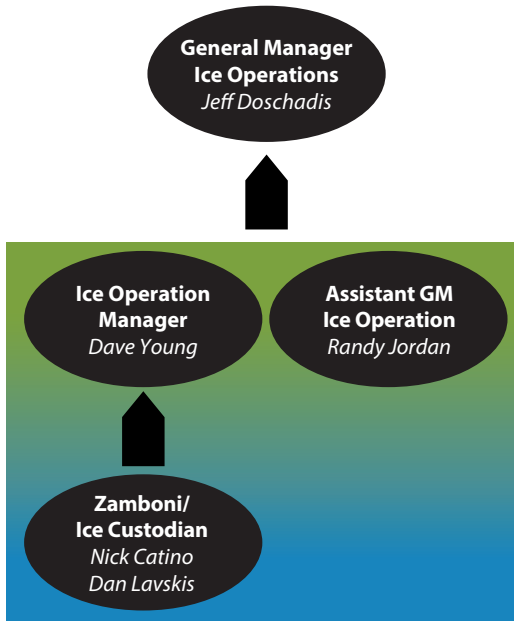 General Manager
Ice Operations
Jeff Doschadis
Ice Operation
Manager
Dave Young
Assistant GM
Ice Operation
Randy Jordan
Zamboni/
Ice Custodian
Nick Catino
Dan Lavskis